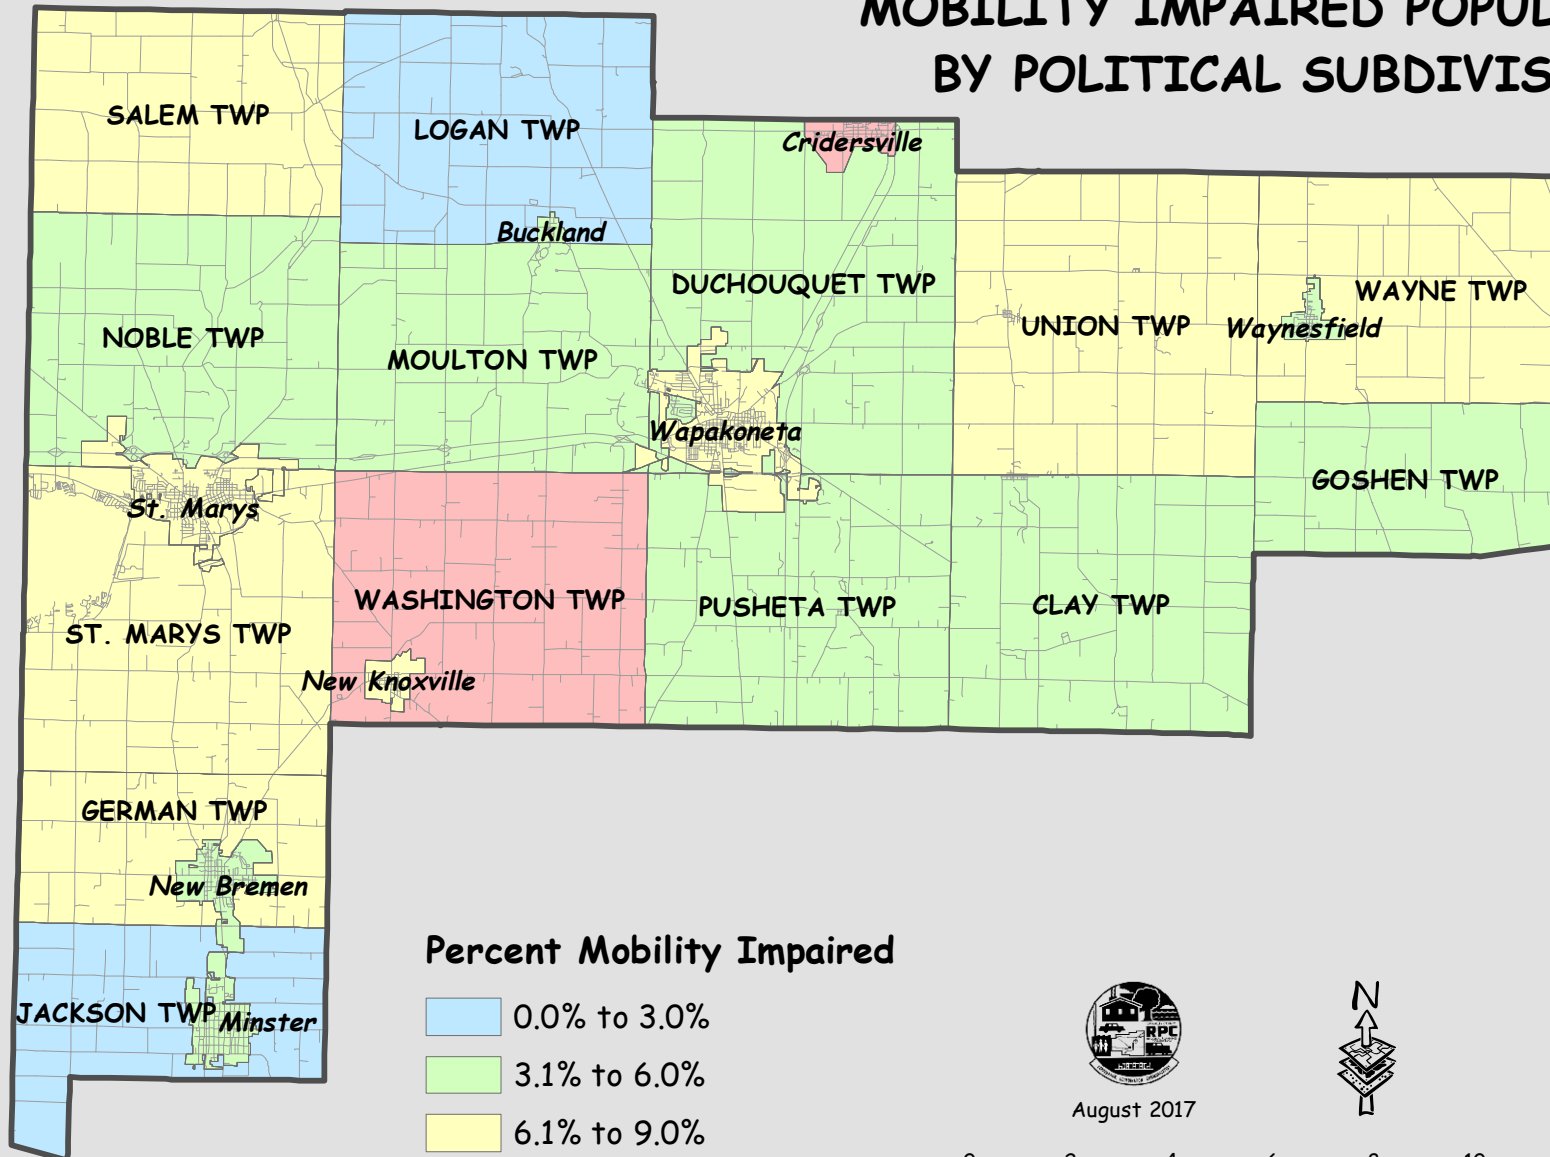 MOBILITY IMPAIRED POPUL
BY POLITICAL SUBDIVIS
SALEM TWP
LOGAN TWP
Cridersville
Buckland
DUCHOUQUET TWP
WAYNE TWP
NOBLE TWP
MOULTON TWP
UNION TWP
Waynesfield
Wapakoneta
GOSHEN TWP
St. Marys
WASHINGTON TWP
PUSHETA TWP
CLAY TWP
ST. MARYS TWP
New Knoxville
GERMAN TWP
New Bremen
JACKSON TWP
Minster
Percent Mobility Impaired
0.0% to 3.0%
3.1% to 6.0%
6.1% to 9.0%
RPC
August 2017
N